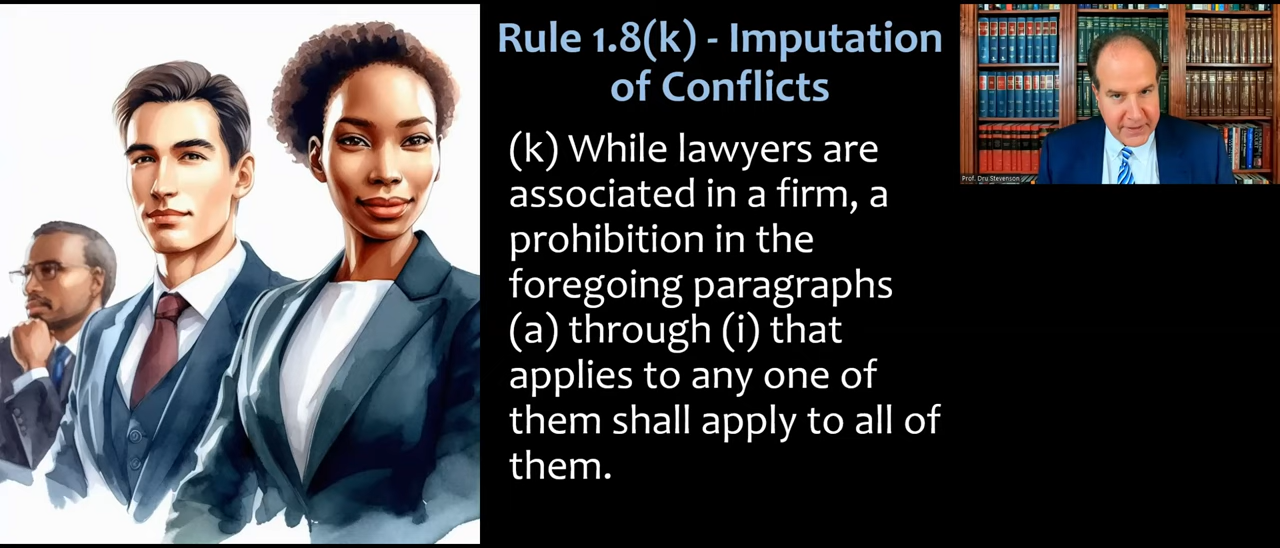 Rule 1.8(k) - Imputation
of Conflicts
(k) While lawyers are
associated in a firm, a
prohibition in the
foregoing paragraphs
(a) through (i) that
applies to any one of
them shall apply to all of
them.
Prof. Dru Stevenson